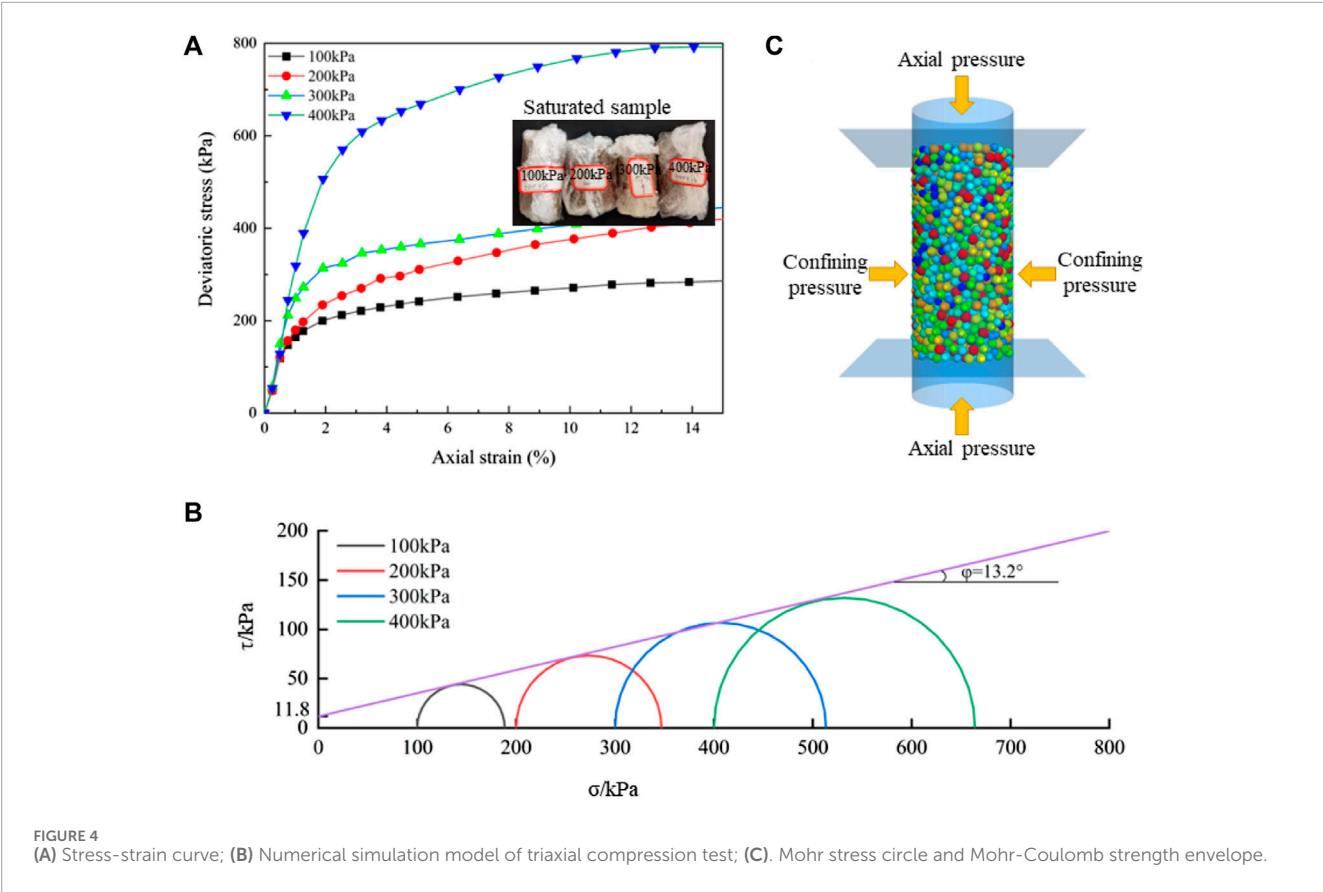 A
800
600
400
200
0
Deviatoric stress (kPa)
100kPa
200kPa
300kPa
400kPa
Saturated sample
100kPa 200kPa 300kPa 400kPa
0 2 4 6 8 10 12 14
Axial strain (%)
C
Axial pressure
Confining pressure
Confining pressure
Axial pressure
B
200
150
100
50
11.8
0
τ/kPa
100kPa
200kPa
300kPa
400kPa
φ=13.2°
0 100 200 300 400 500 600 700 800
σ/kPa
FIGURE 4
(A) Stress-strain curve; (B) Numerical simulation model of triaxial compression test; (C). Mohr stress circle and Mohr-Coulomb strength envelope.